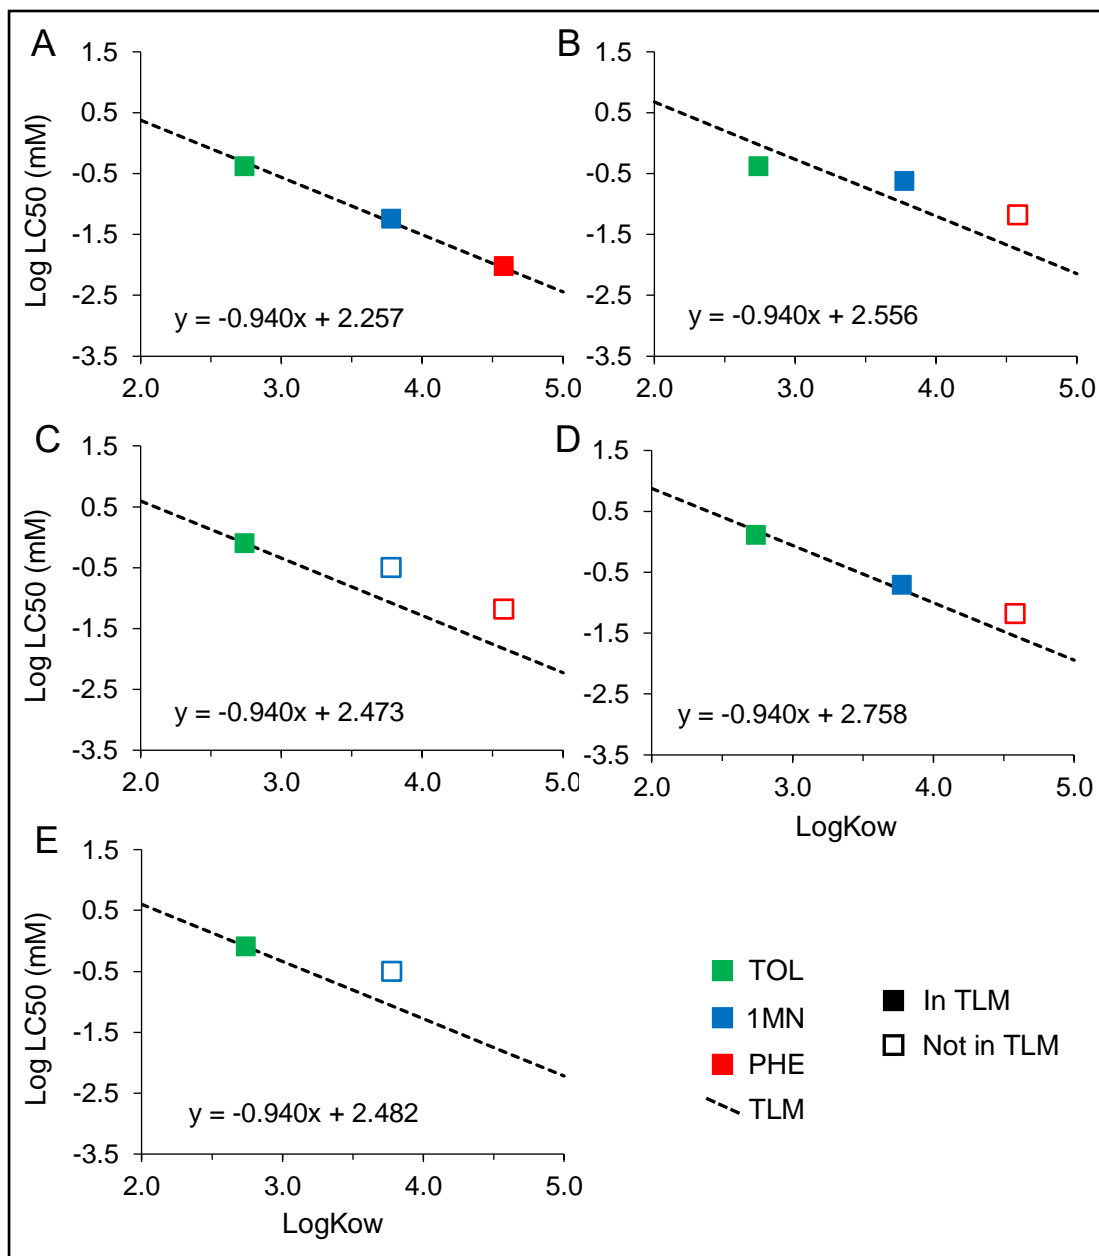 A
1.5
0.5
-0.5
-1.5
-2.5
-3.5
Log LC50 (mM)
y = -0.940x + 2.257
2.0 3.0 4.0 5.0
B
1.5
0.5
-0.5
-1.5
-2.5
-3.5
y = -0.940x + 2.556
2.0 3.0 4.0 5.0
C
1.5
0.5
-0.5
-1.5
-2.5
-3.5
Log LC50 (mM)
y = -0.940x + 2.473
2.0 3.0 4.0 5.0
D
1.5
0.5
-0.5
-1.5
-2.5
-3.5
y = -0.940x + 2.758
2.0 3.0 4.0 5.0
LogKow
E
1.5
0.5
-0.5
-1.5
-2.5
-3.5
Log LC50 (mM)
y = -0.940x + 2.482
2.0 3.0 4.0 5.0
LogKow
TOL
1MN
PHE
TLM
In TLM
Not in TLM